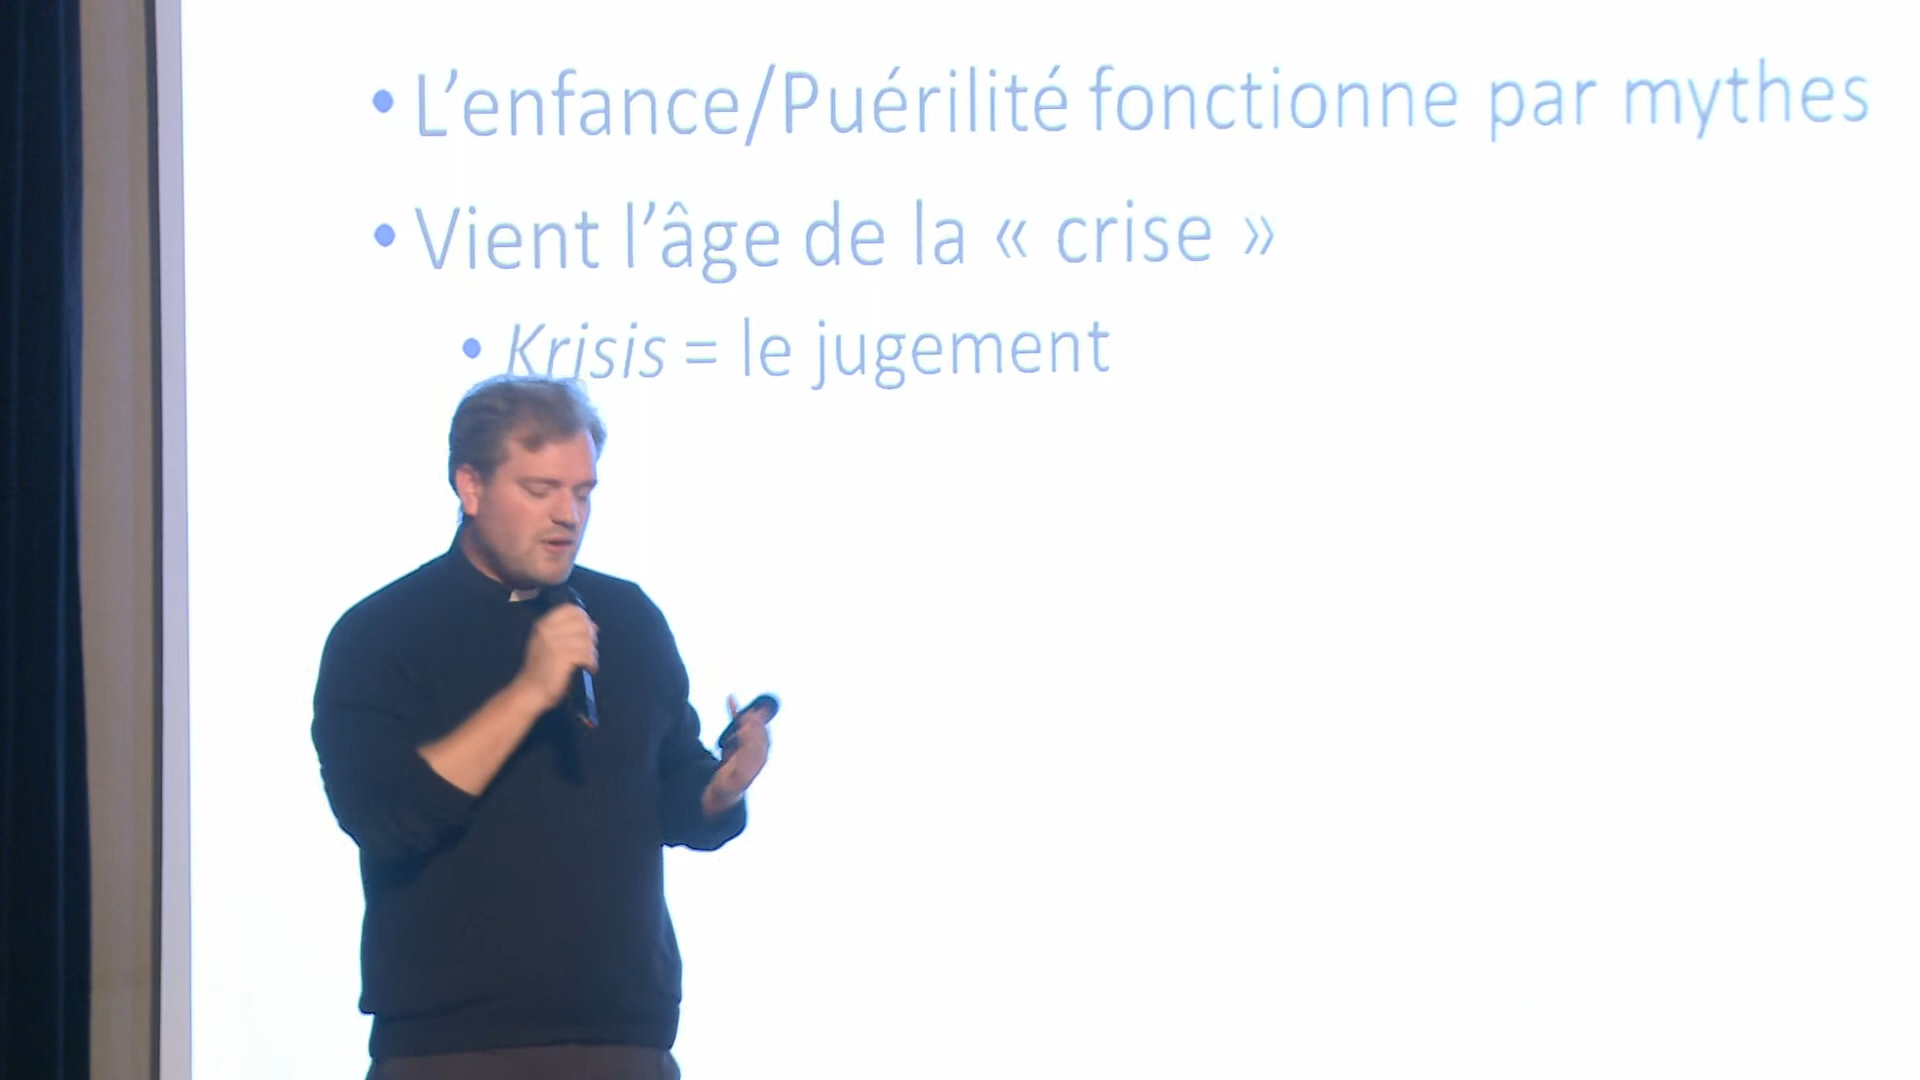 • L'enfance/Puérilité fonctionne par mythes
• Vient l'âge de la « crise »
• Krisis = le jugement